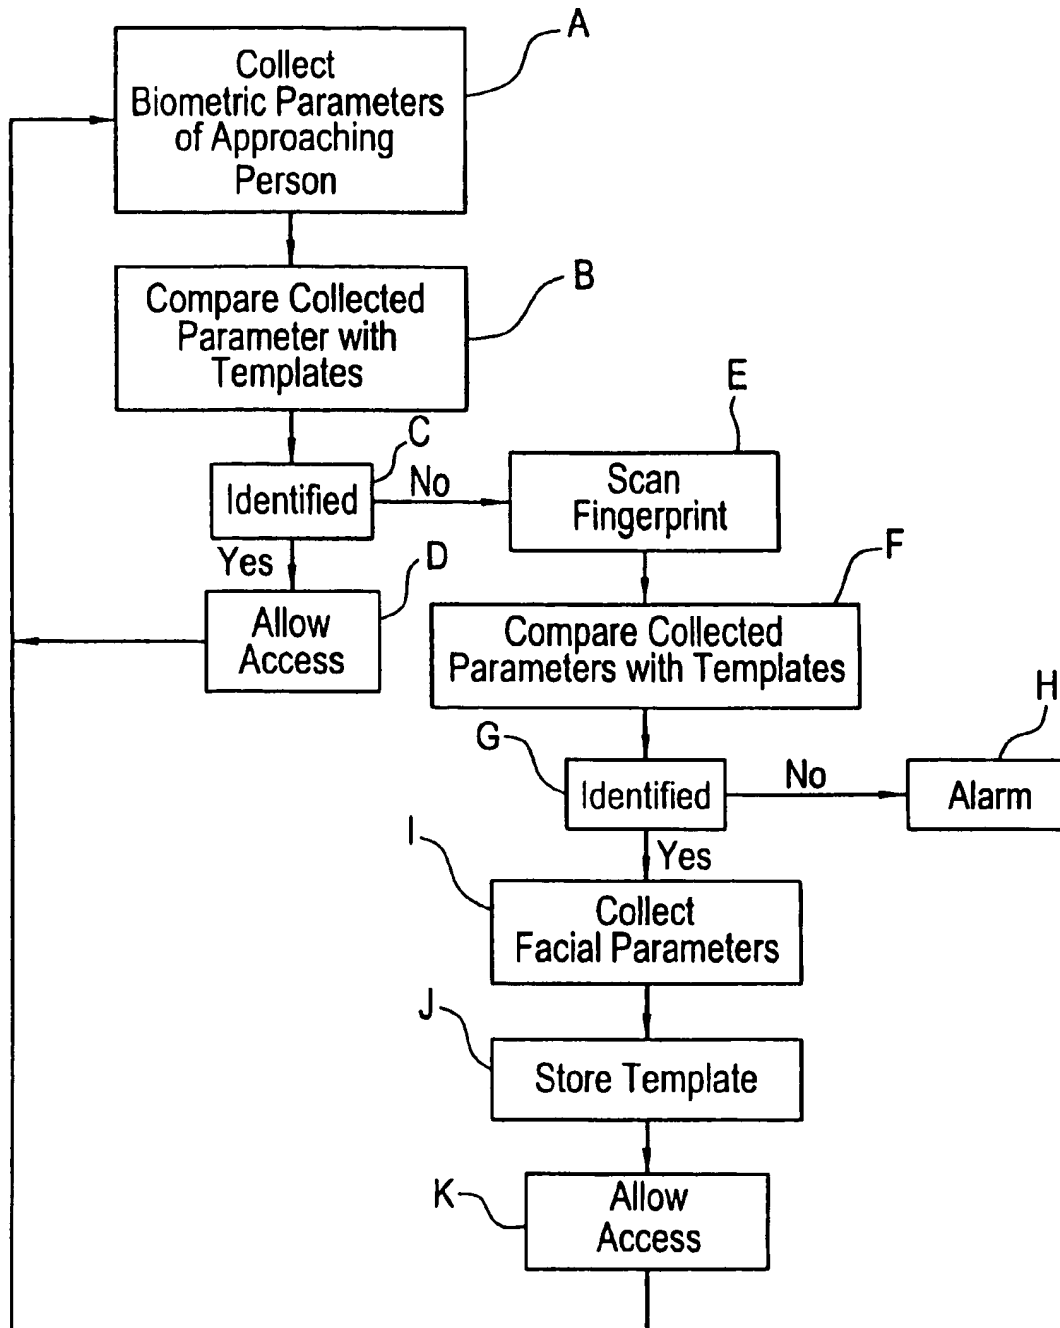 A
Collect
Biometric Parameters
of Approaching
Person
B
Compare Collected
Parameter with
Templates
C
Identified
No
E
Scan
Fingerprint
Yes
D
Allow
Access
F
Compare Collected
Parameters with Templates
G
Identified
No
H
Alarm
Yes
I
Collect
Facial Parameters
J
Store Template
K
Allow
Access